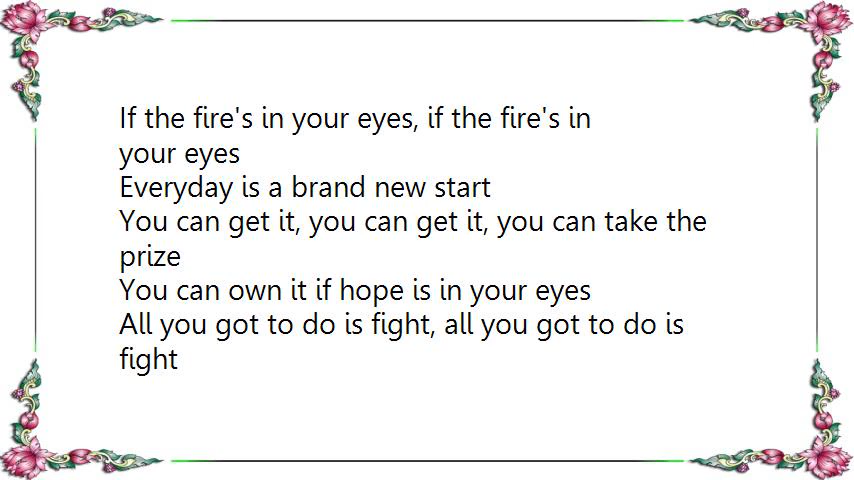 If the fire's in your eyes, if the fire's in
your eyes
Everyday is a brand new start
You can get it, you can get it, you can take the
prize
You can own it if hope is in your eyes
All you got to do is fight, all you got to do is
fight